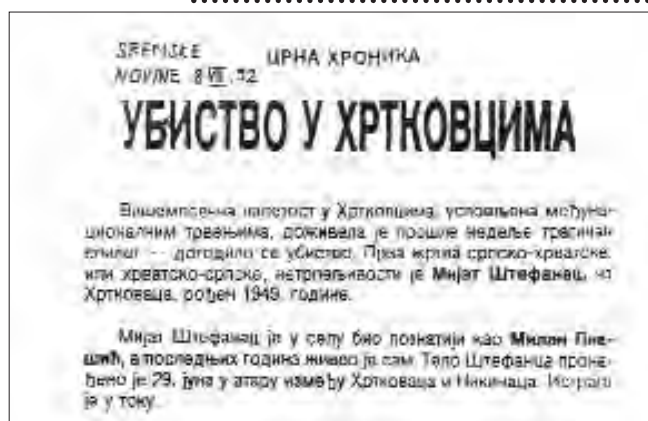 SREMSKE ЦРНА ХРОНИКА
NOVINE 8 VII.92
УБИСТВО У ХРТКОВЦИМА
Вишемесечна напетост у Хртковцима, условљена међуна-
ционалним трвењима, доживела је прошле недеље трагичан
епилог — догодило се убиство. Прва жртва српско-хрватске,
или хрватско-српске, нетрпељивости је Мијат Штефанац, из
Хртковаца, рођен 1949. године.
Мијат Штефанац је у селу био познатији као Милан
а последњих година живео је сам. Тело Штефанца прона-
ђено је 29. јуна у атару између Хртковаца и Никинаца. Истрага
је у току.